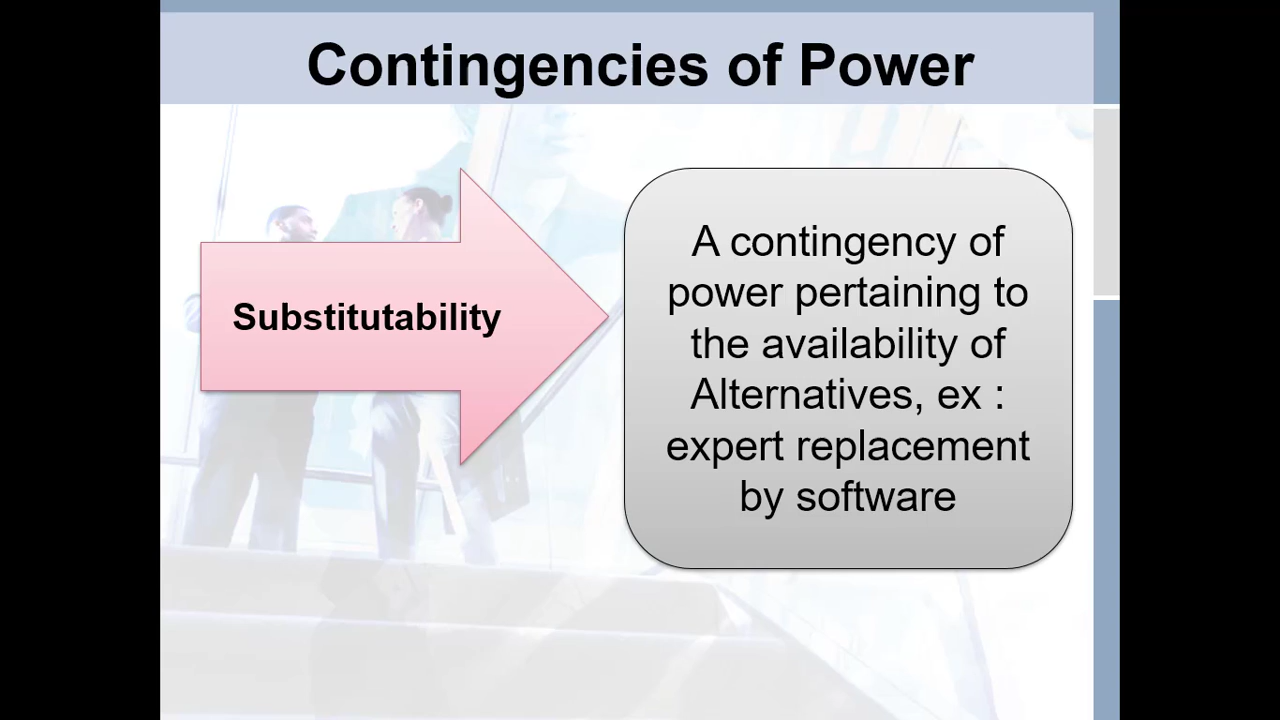 Contingencies of Power
Substitutability
A contingency of
power pertaining to
the availability of
Alternatives, ex :
expert replacement
by software